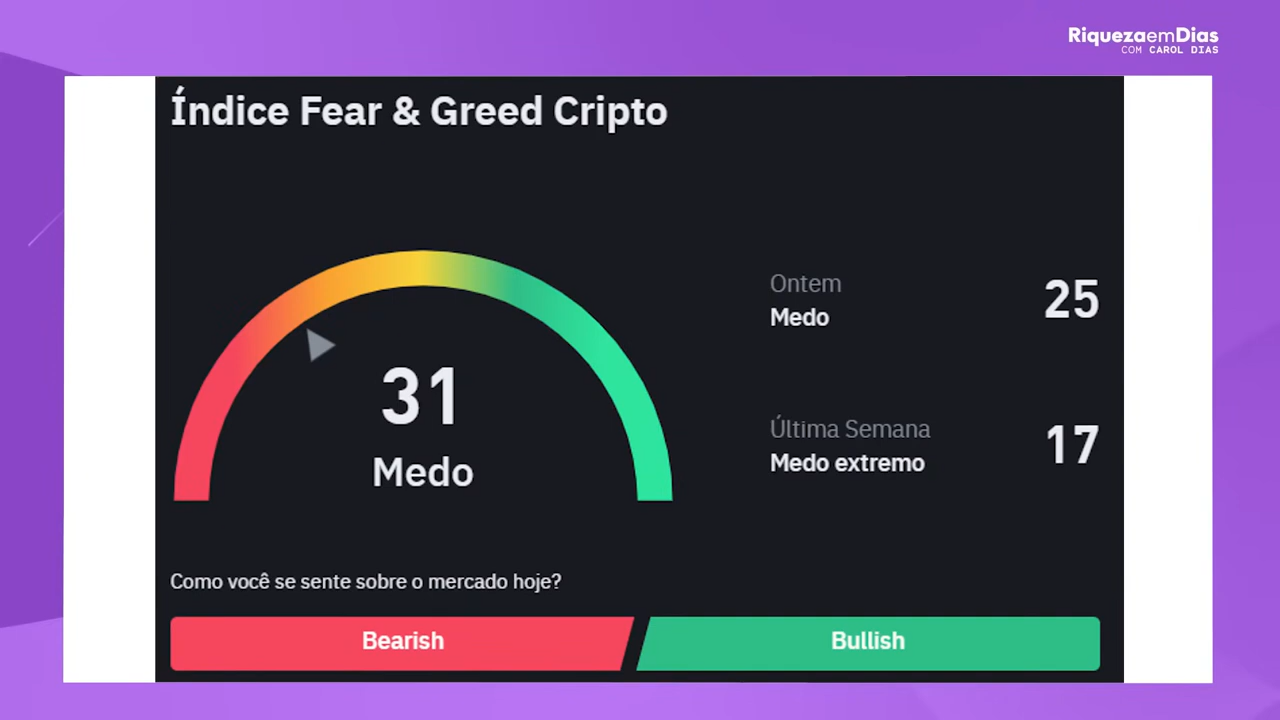 RiquezaemDias
COM CAROL DIAS
Índice Fear & Greed Cripto
31
Medo
Ontem
Medo
25
Última Semana
Medo extremo
17
Como você se sente sobre o mercado hoje?
Bearish
Bullish